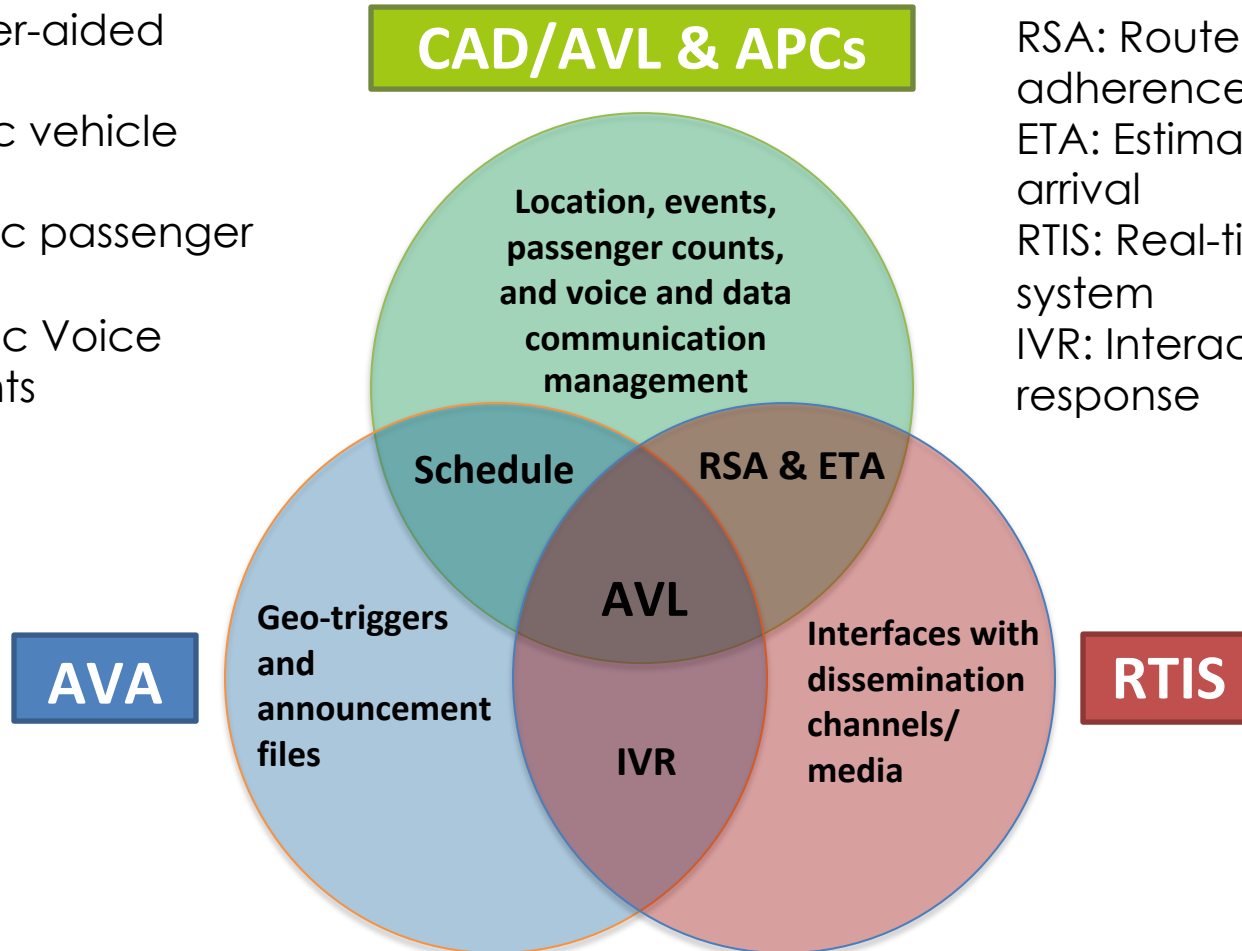 er-aided
c vehicle
c passenger
c Voice
nts
CAD/AVL & APCs
RSA: Route
adherence
ETA: Estima
arrival
RTIS: Real-ti
system
IVR: Interac
response
Location, events,
passenger counts,
and voice and data
communication
management
Schedule
RSA & ETA
AVL
Geo-triggers
and
announcement
files
IVR
Interfaces with
dissemination
channels/
media
AVA
RTIS